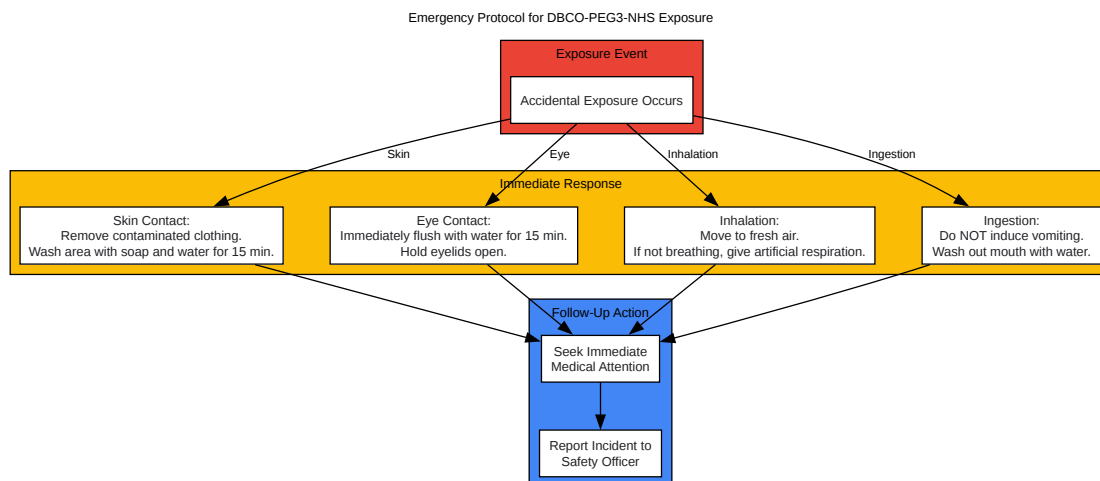 Emergency Protocol for DBCO-PEG3-NHS Exposure
Exposure Event
Accidental Exposure Occurs
Skin
Eye
Inhalation
Ingestion
Immediate Response
Skin Contact:
Remove contaminated clothing.
Wash area with soap and water for 15 min.
Eye Contact:
Immediately flush with water for 15 min.
Hold eyelids open.
Inhalation:
Move to fresh air.
If not breathing, give artificial respiration.
Ingestion:
Do NOT induce vomiting.
Wash out mouth with water.
Follow-Up Action
Seek Immediate
Medical Attention
Report Incident to
Safety Officer